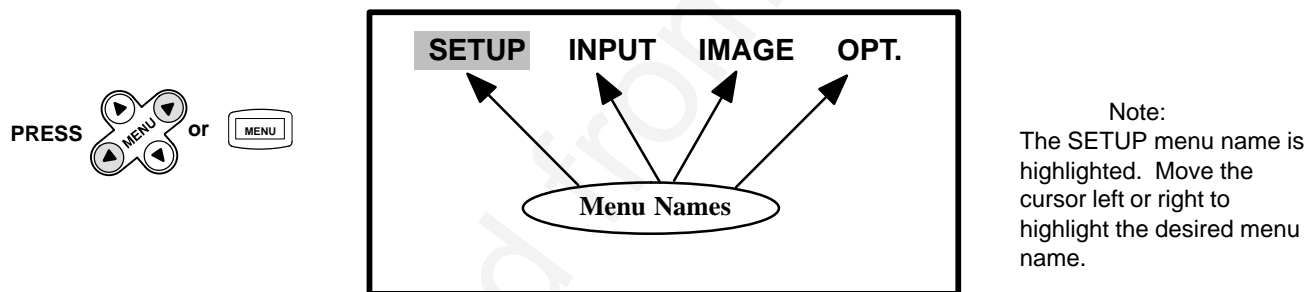 PRESS MENU or MENU
SETUP INPUT IMAGE OPT.
Menu Names
Note:
The SETUP menu name is
highlighted. Move the
cursor left or right to
highlight the desired menu
name.